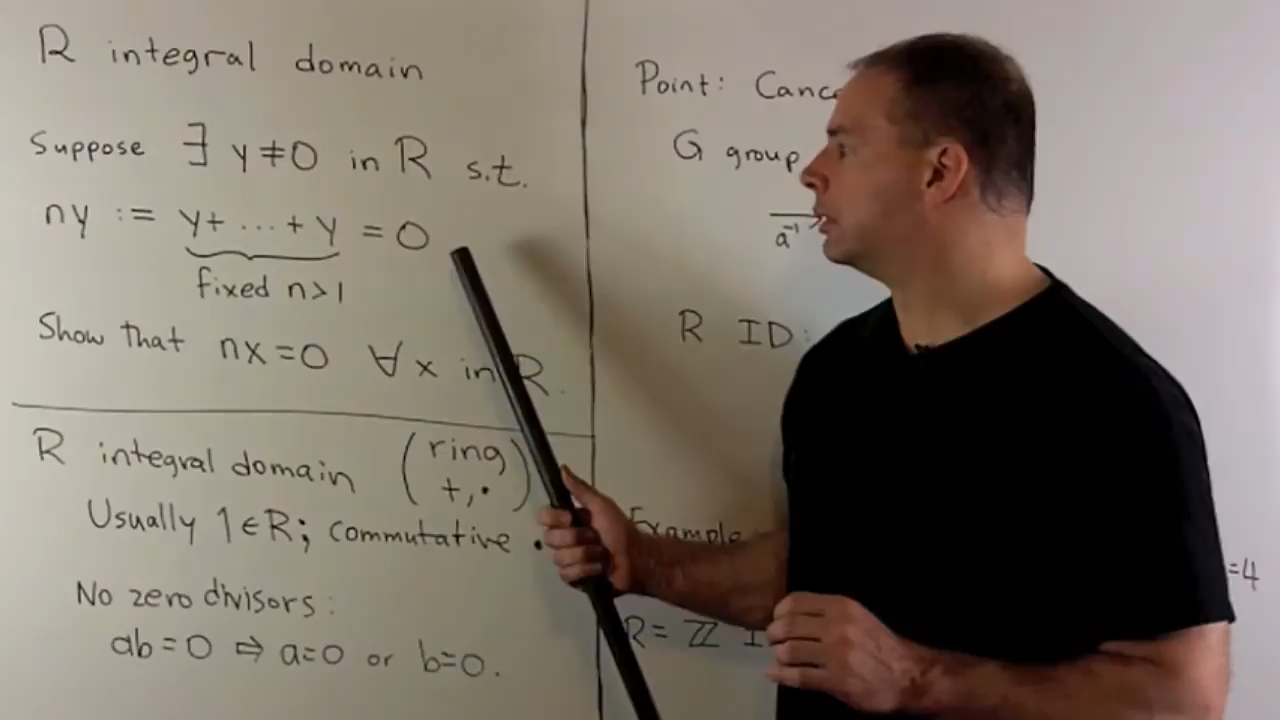 R integral domain
Suppose ∃ y≠0 in R s.t.
ny := y+ ... + y = 0
fixed n>1
Show that nx=0 ∀x in R.
R integral domain (ring +,·)
Usually 1∈R; commutative ·
No zero divisors:
ab=0 ⇒ a=0 or b=0.
Point:
G group
a⁻¹
R ID:
Example
=4
R= ℤ